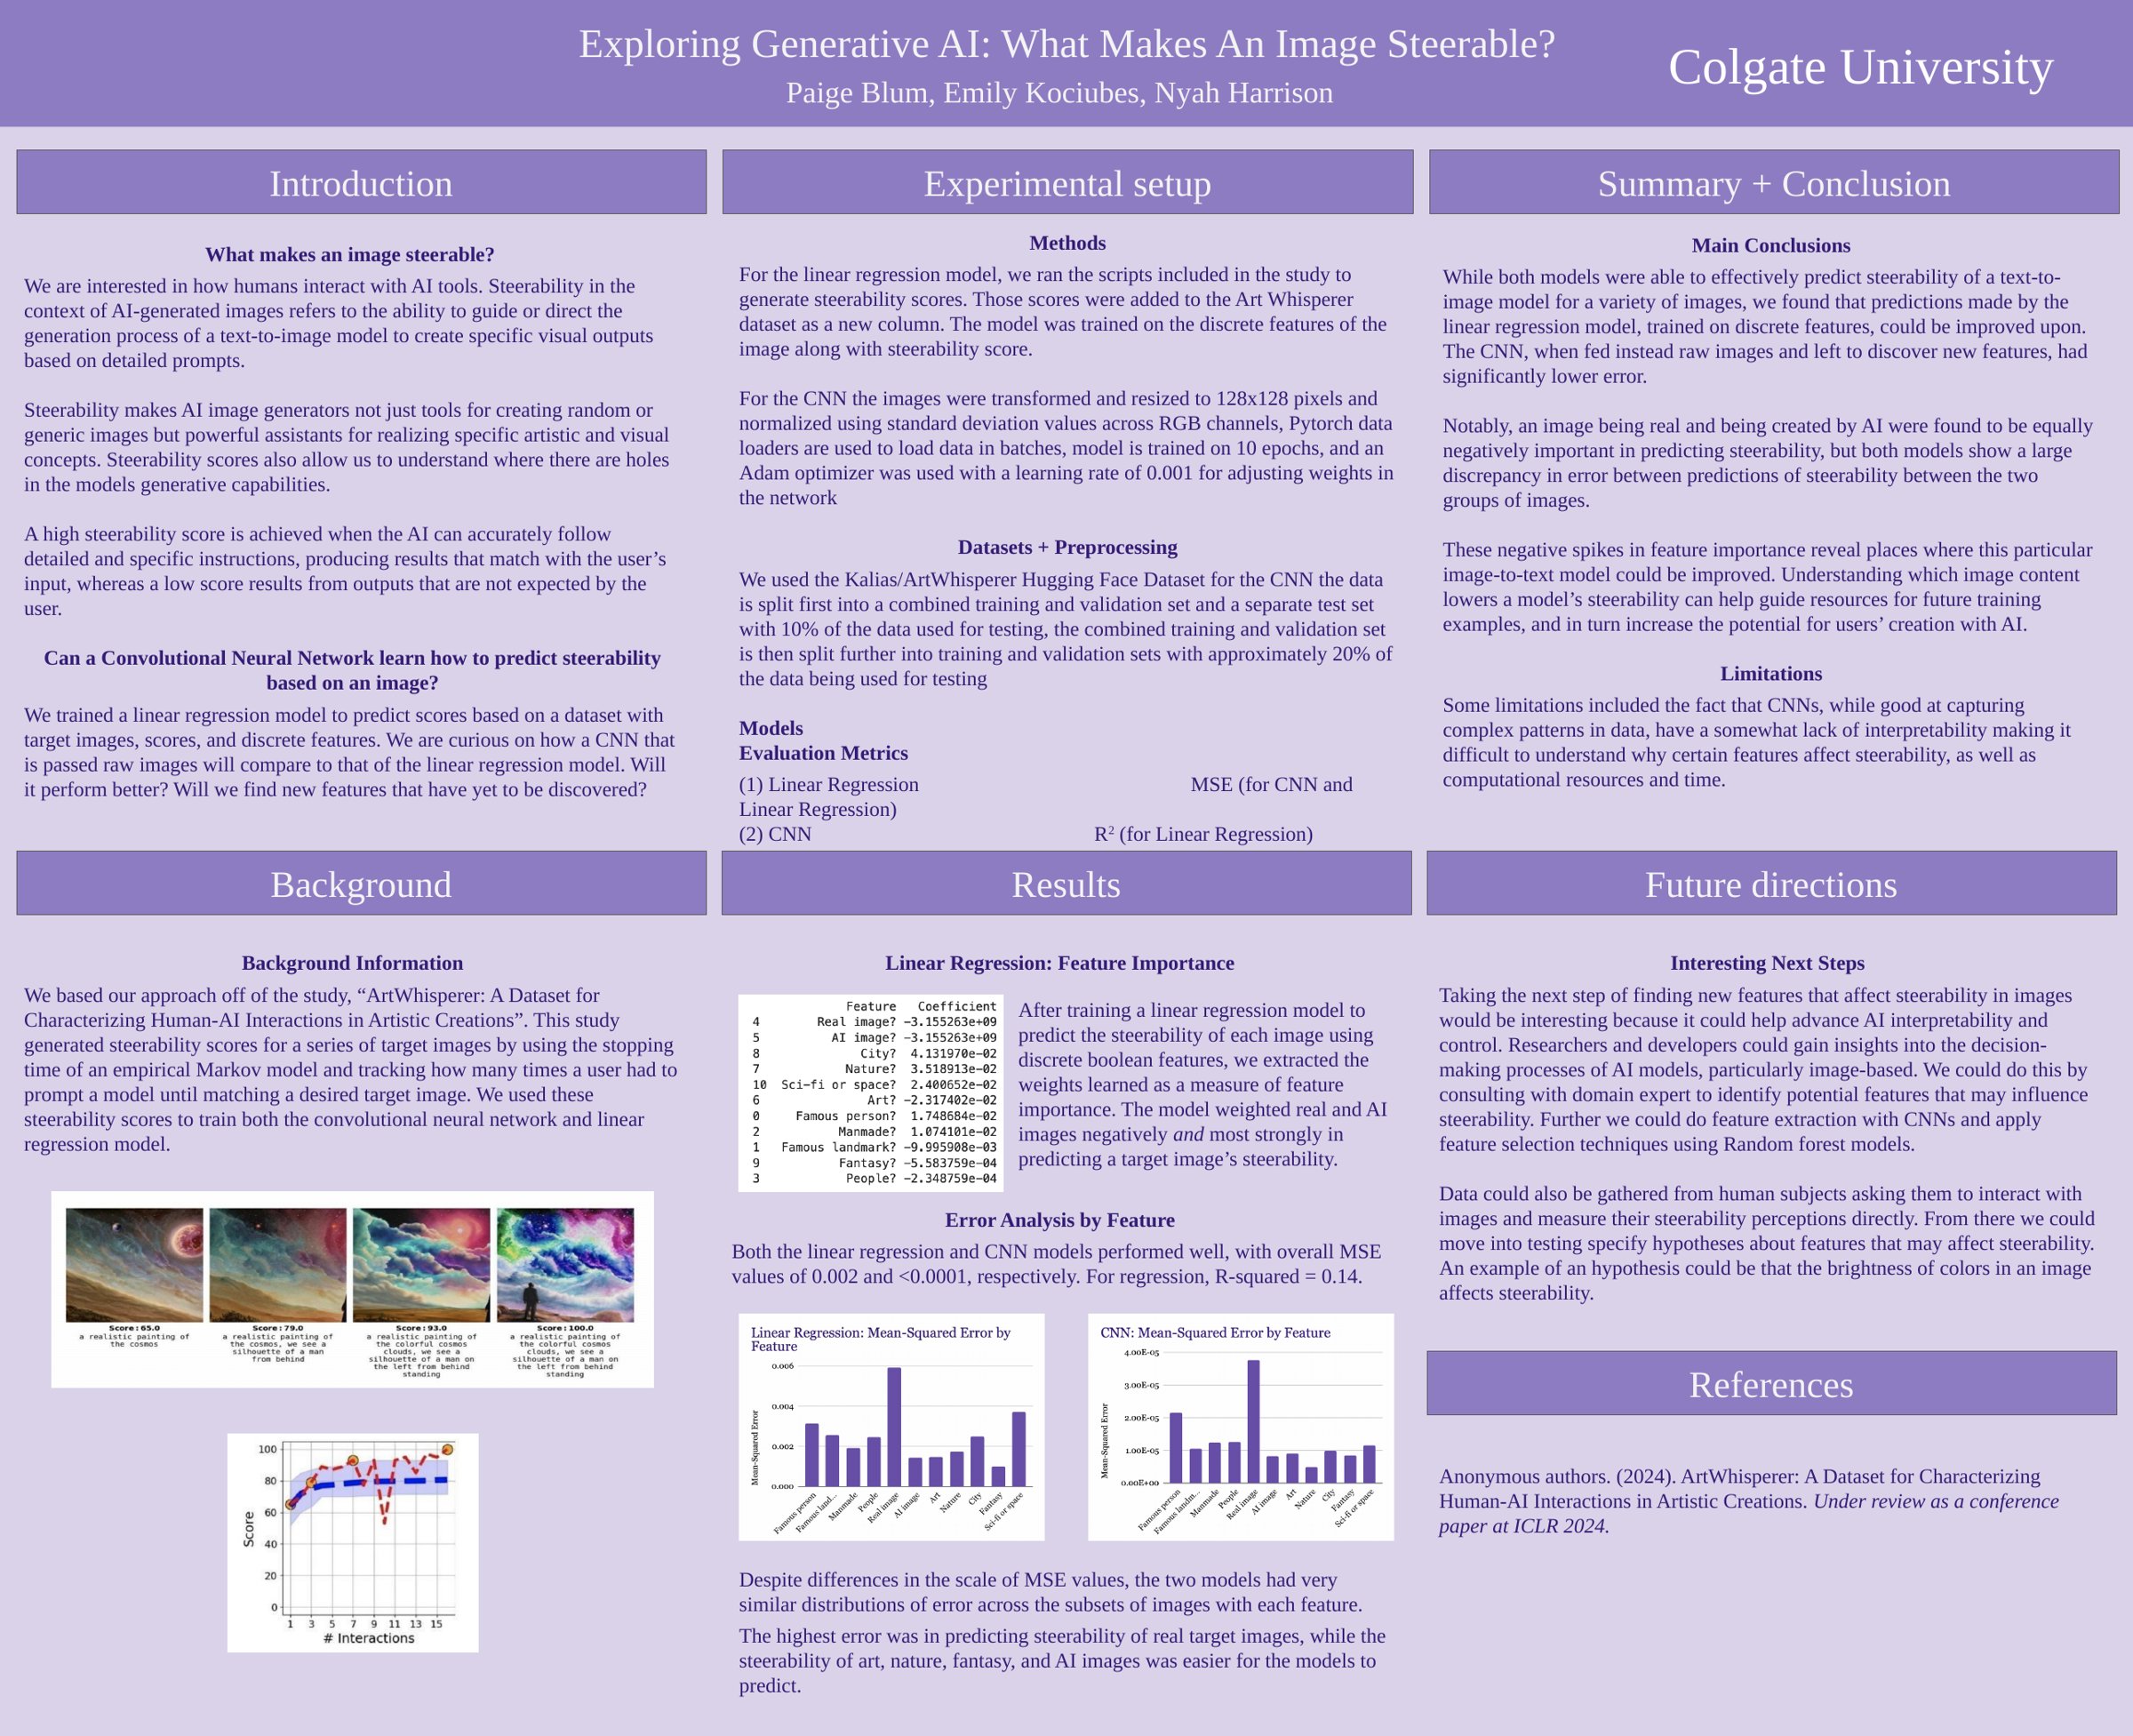 Exploring Generative AI: What Makes An Image Steerable?
Paige Blum, Emily Kociubes, Nyah Harrison
Colgate University
Introduction
What makes an image steerable?
We are interested in how humans interact with AI tools. Steerability in the
context of AI-generated images refers to the ability to guide or direct the
generation process of a text-to-image model to create specific visual outputs
based on detailed prompts.
Steerability makes AI image generators not just tools for creating random or
generic images but powerful assistants for realizing specific artistic and visual
concepts. Steerability scores also allow us to understand where there are holes
in the models generative capabilities.
A high steerability score is achieved when the AI can accurately follow
detailed and specific instructions, producing results that match with the user’s
input, whereas a low score results from outputs that are not expected by the
user.
Can a Convolutional Neural Network learn how to predict steerability
based on an image?
We trained a linear regression model to predict scores based on a dataset with
target images, scores, and discrete features. We are curious on how a CNN that
is passed raw images will compare to that of the linear regression model. Will
it perform better? Will we find new features that have yet to be discovered?
Background
Background Information
We based our approach off of the study, “ArtWhisperer: A Dataset for
Characterizing Human-AI Interactions in Artistic Creations”. This study
generated steerability scores for a series of target images by using the stopping
time of an empirical Markov model and tracking how many times a user had to
prompt a model until matching a desired target image. We used these
steerability scores to train both the convolutional neural network and linear
regression model.
Score: 65.0
a realistic painting of
the cosmos
Score: 79.0
a realistic painting of
the cosmos, we see a
silhouette of a man
from behind
Score: 93.0
a realistic painting of
the colorful cosmos
clouds, we see a
silhouette of a man on
the left from behind
standing
Score: 100.0
a realistic painting of
the colorful cosmos
clouds, we see a
silhouette of a man on
the left from behind
standing
100
80
60
40
20
0
Score
1 3 5 7 9 11 13 15
# Interactions
Experimental setup
Methods
For the linear regression model, we ran the scripts included in the study to
generate steerability scores. Those scores were added to the Art Whisperer
dataset as a new column. The model was trained on the discrete features of the
image along with steerability score.
For the CNN the images were transformed and resized to 128x128 pixels and
normalized using standard deviation values across RGB channels, Pytorch data
loaders are used to load data in batches, model is trained on 10 epochs, and an
Adam optimizer was used with a learning rate of 0.001 for adjusting weights in
the network
Datasets + Preprocessing
We used the Kalias/ArtWhisperer Hugging Face Dataset for the CNN the data
is split first into a combined training and validation set and a separate test set
with 10% of the data used for testing, the combined training and validation set
is then split further into training and validation sets with approximately 20% of
the data being used for testing
Models
Evaluation Metrics
(1) Linear Regression MSE (for CNN and
Linear Regression)
(2) CNN R² (for Linear Regression)
Results
Linear Regression: Feature Importance
Feature Coefficient
4 Real image? −3.155263e+09
5 AI image? −3.155263e+09
8 City? 4.131970e−02
7 Nature? 3.518913e−02
10 Sci−fi or space? 2.400652e−02
6 Art? −2.317402e−02
0 Famous person? 1.748684e−02
2 Manmade? 1.074101e−02
1 Famous landmark? −9.995908e−03
9 Fantasy? −5.583759e−04
3 People? −2.348759e−04
After training a linear regression model to
predict the steerability of each image using
discrete boolean features, we extracted the
weights learned as a measure of feature
importance. The model weighted real and AI
images negatively and most strongly in
predicting a target image’s steerability.
Error Analysis by Feature
Both the linear regression and CNN models performed well, with overall MSE
values of 0.002 and <0.0001, respectively. For regression, R-squared = 0.14.
Linear Regression: Mean-Squared Error by
Feature
Mean-Squared Error
0.006
0.004
0.002
0.000
Famous person
Famous land...
Manmade
People
Real image
AI image
Art
Nature
City
Fantasy
Sci-fi or space
CNN: Mean-Squared Error by Feature
Mean-Squared Error
4.00E-05
3.00E-05
2.00E-05
1.00E-05
0.00E+00
Famous person
Famous landm...
Manmade
People
Real image
AI image
Art
Nature
City
Fantasy
Sci-fi or space
Despite differences in the scale of MSE values, the two models had very
similar distributions of error across the subsets of images with each feature.
The highest error was in predicting steerability of real target images, while the
steerability of art, nature, fantasy, and AI images was easier for the models to
predict.
Summary + Conclusion
Main Conclusions
While both models were able to effectively predict steerability of a text-to-
image model for a variety of images, we found that predictions made by the
linear regression model, trained on discrete features, could be improved upon.
The CNN, when fed instead raw images and left to discover new features, had
significantly lower error.
Notably, an image being real and being created by AI were found to be equally
negatively important in predicting steerability, but both models show a large
discrepancy in error between predictions of steerability between the two
groups of images.
These negative spikes in feature importance reveal places where this particular
image-to-text model could be improved. Understanding which image content
lowers a model’s steerability can help guide resources for future training
examples, and in turn increase the potential for users’ creation with AI.
Limitations
Some limitations included the fact that CNNs, while good at capturing
complex patterns in data, have a somewhat lack of interpretability making it
difficult to understand why certain features affect steerability, as well as
computational resources and time.
Future directions
Interesting Next Steps
Taking the next step of finding new features that affect steerability in images
would be interesting because it could help advance AI interpretability and
control. Researchers and developers could gain insights into the decision-
making processes of AI models, particularly image-based. We could do this by
consulting with domain expert to identify potential features that may influence
steerability. Further we could do feature extraction with CNNs and apply
feature selection techniques using Random forest models.
Data could also be gathered from human subjects asking them to interact with
images and measure their steerability perceptions directly. From there we could
move into testing specify hypotheses about features that may affect steerability.
An example of an hypothesis could be that the brightness of colors in an image
affects steerability.
References
Anonymous authors. (2024). ArtWhisperer: A Dataset for Characterizing
Human-AI Interactions in Artistic Creations. Under review as a conference
paper at ICLR 2024.